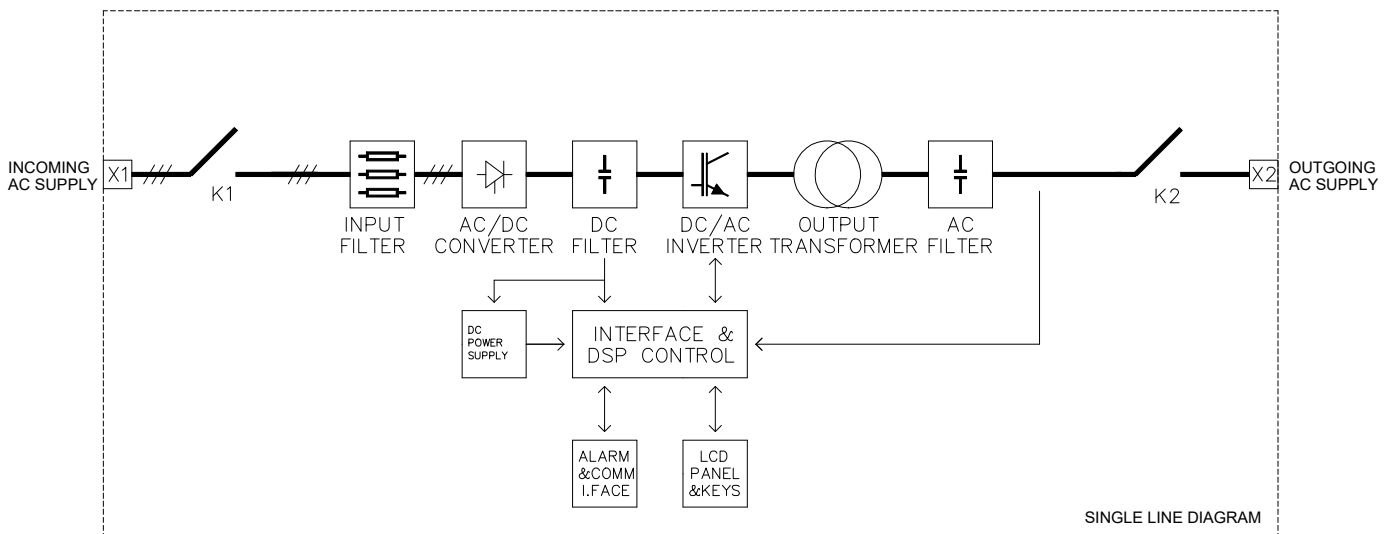 INCOMING
AC SUPPLY
X1
K1
INPUT
FILTER
AC/DC
CONVERTER
DC
FILTER
DC/AC
INVERTER
OUTPUT
TRANSFORMER
AC
FILTER
K2
X2
OUTGOING
AC SUPPLY
DC
POWER
SUPPLY
INTERFACE &
DSP CONTROL
ALARM
&COMM
I.FACE
LCD
PANEL
&KEYS
SINGLE LINE DIAGRAM